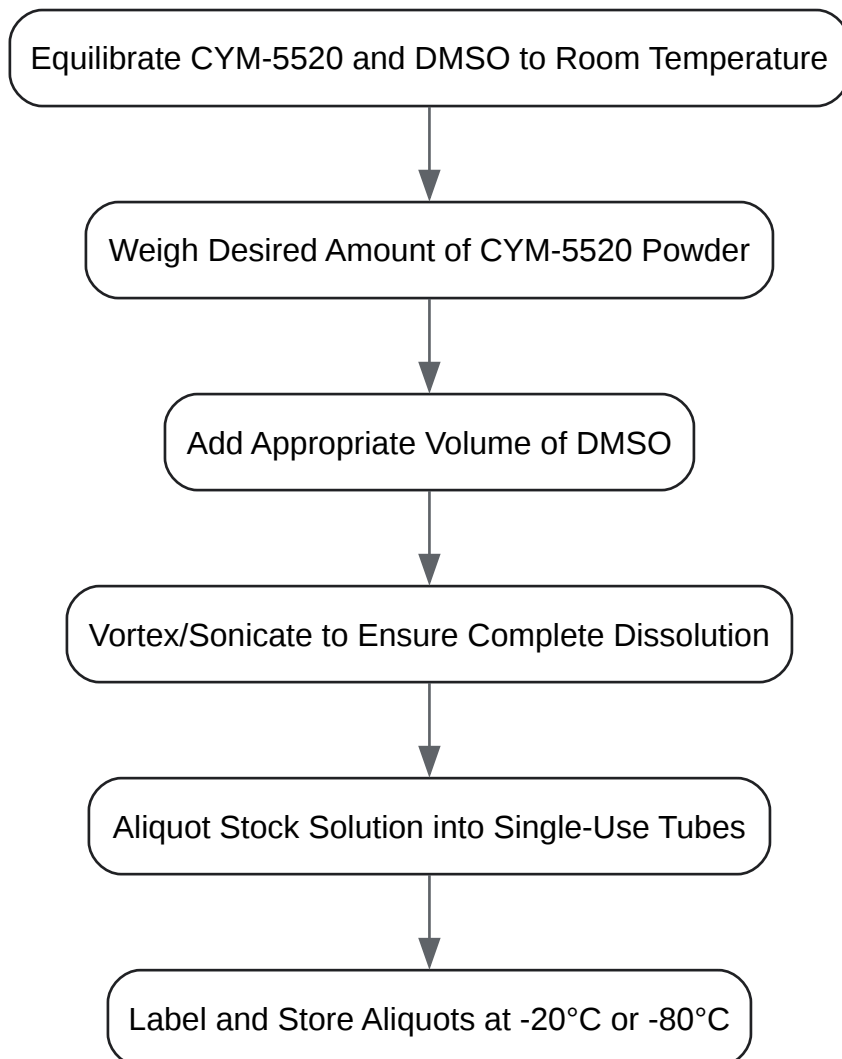 Equilibrate CYM-5520 and DMSO to Room Temperature
Weigh Desired Amount of CYM-5520 Powder
Add Appropriate Volume of DMSO
Vortex/Sonicate to Ensure Complete Dissolution
Aliquot Stock Solution into Single-Use Tubes
Label and Store Aliquots at -20°C or -80°C